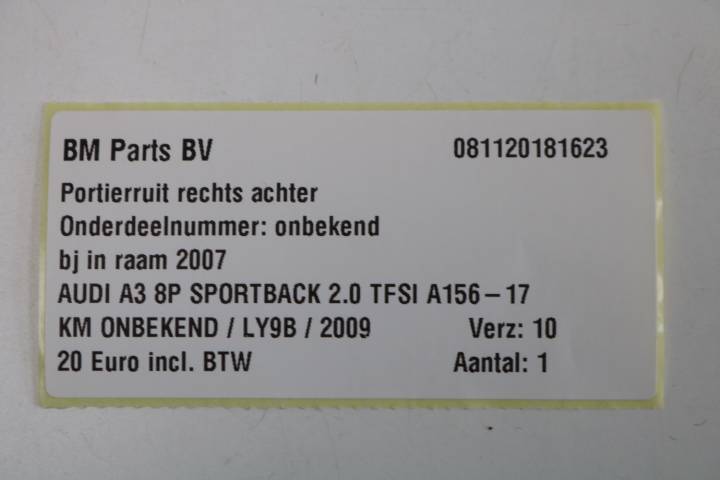 BM Parts BV 081120181623
Portierruit rechts achter
Onderdeelnummer: onbekend
bj in raam 2007
AUDI A3 8P SPORTBACK 2.0 TFSI A156-17
KM ONBEKEND / LY9B / 2009 Verz: 10
20 Euro incl. BTW Aantal: 1